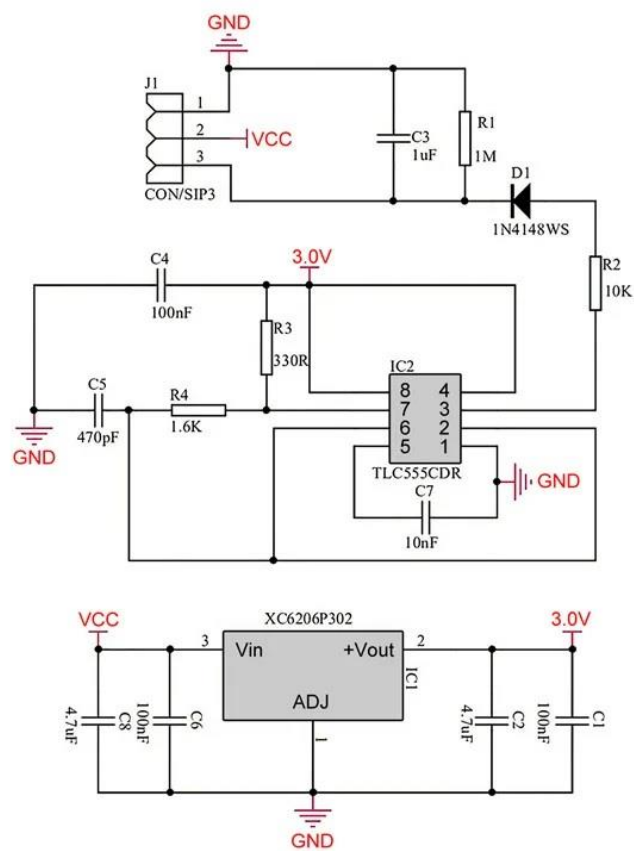 GND
J1
1
2
VCC
3
CON/SIP3
C3
1uF
R1
1M
D1
1N4148WS
R2
10K
3.0V
C4
100nF
R3
330R
C5
470pF
R4
1.6K
GND
IC2
8 4
7 3
6 2
5 1
TLC555CDR
C7
10nF
GND
XC6206P302
VCC
3
Vin
+Vout
2
3.0V
IC1
ADJ
1
C8
4.7uF
C6
100nF
C2
4.7uF
C1
100nF
GND